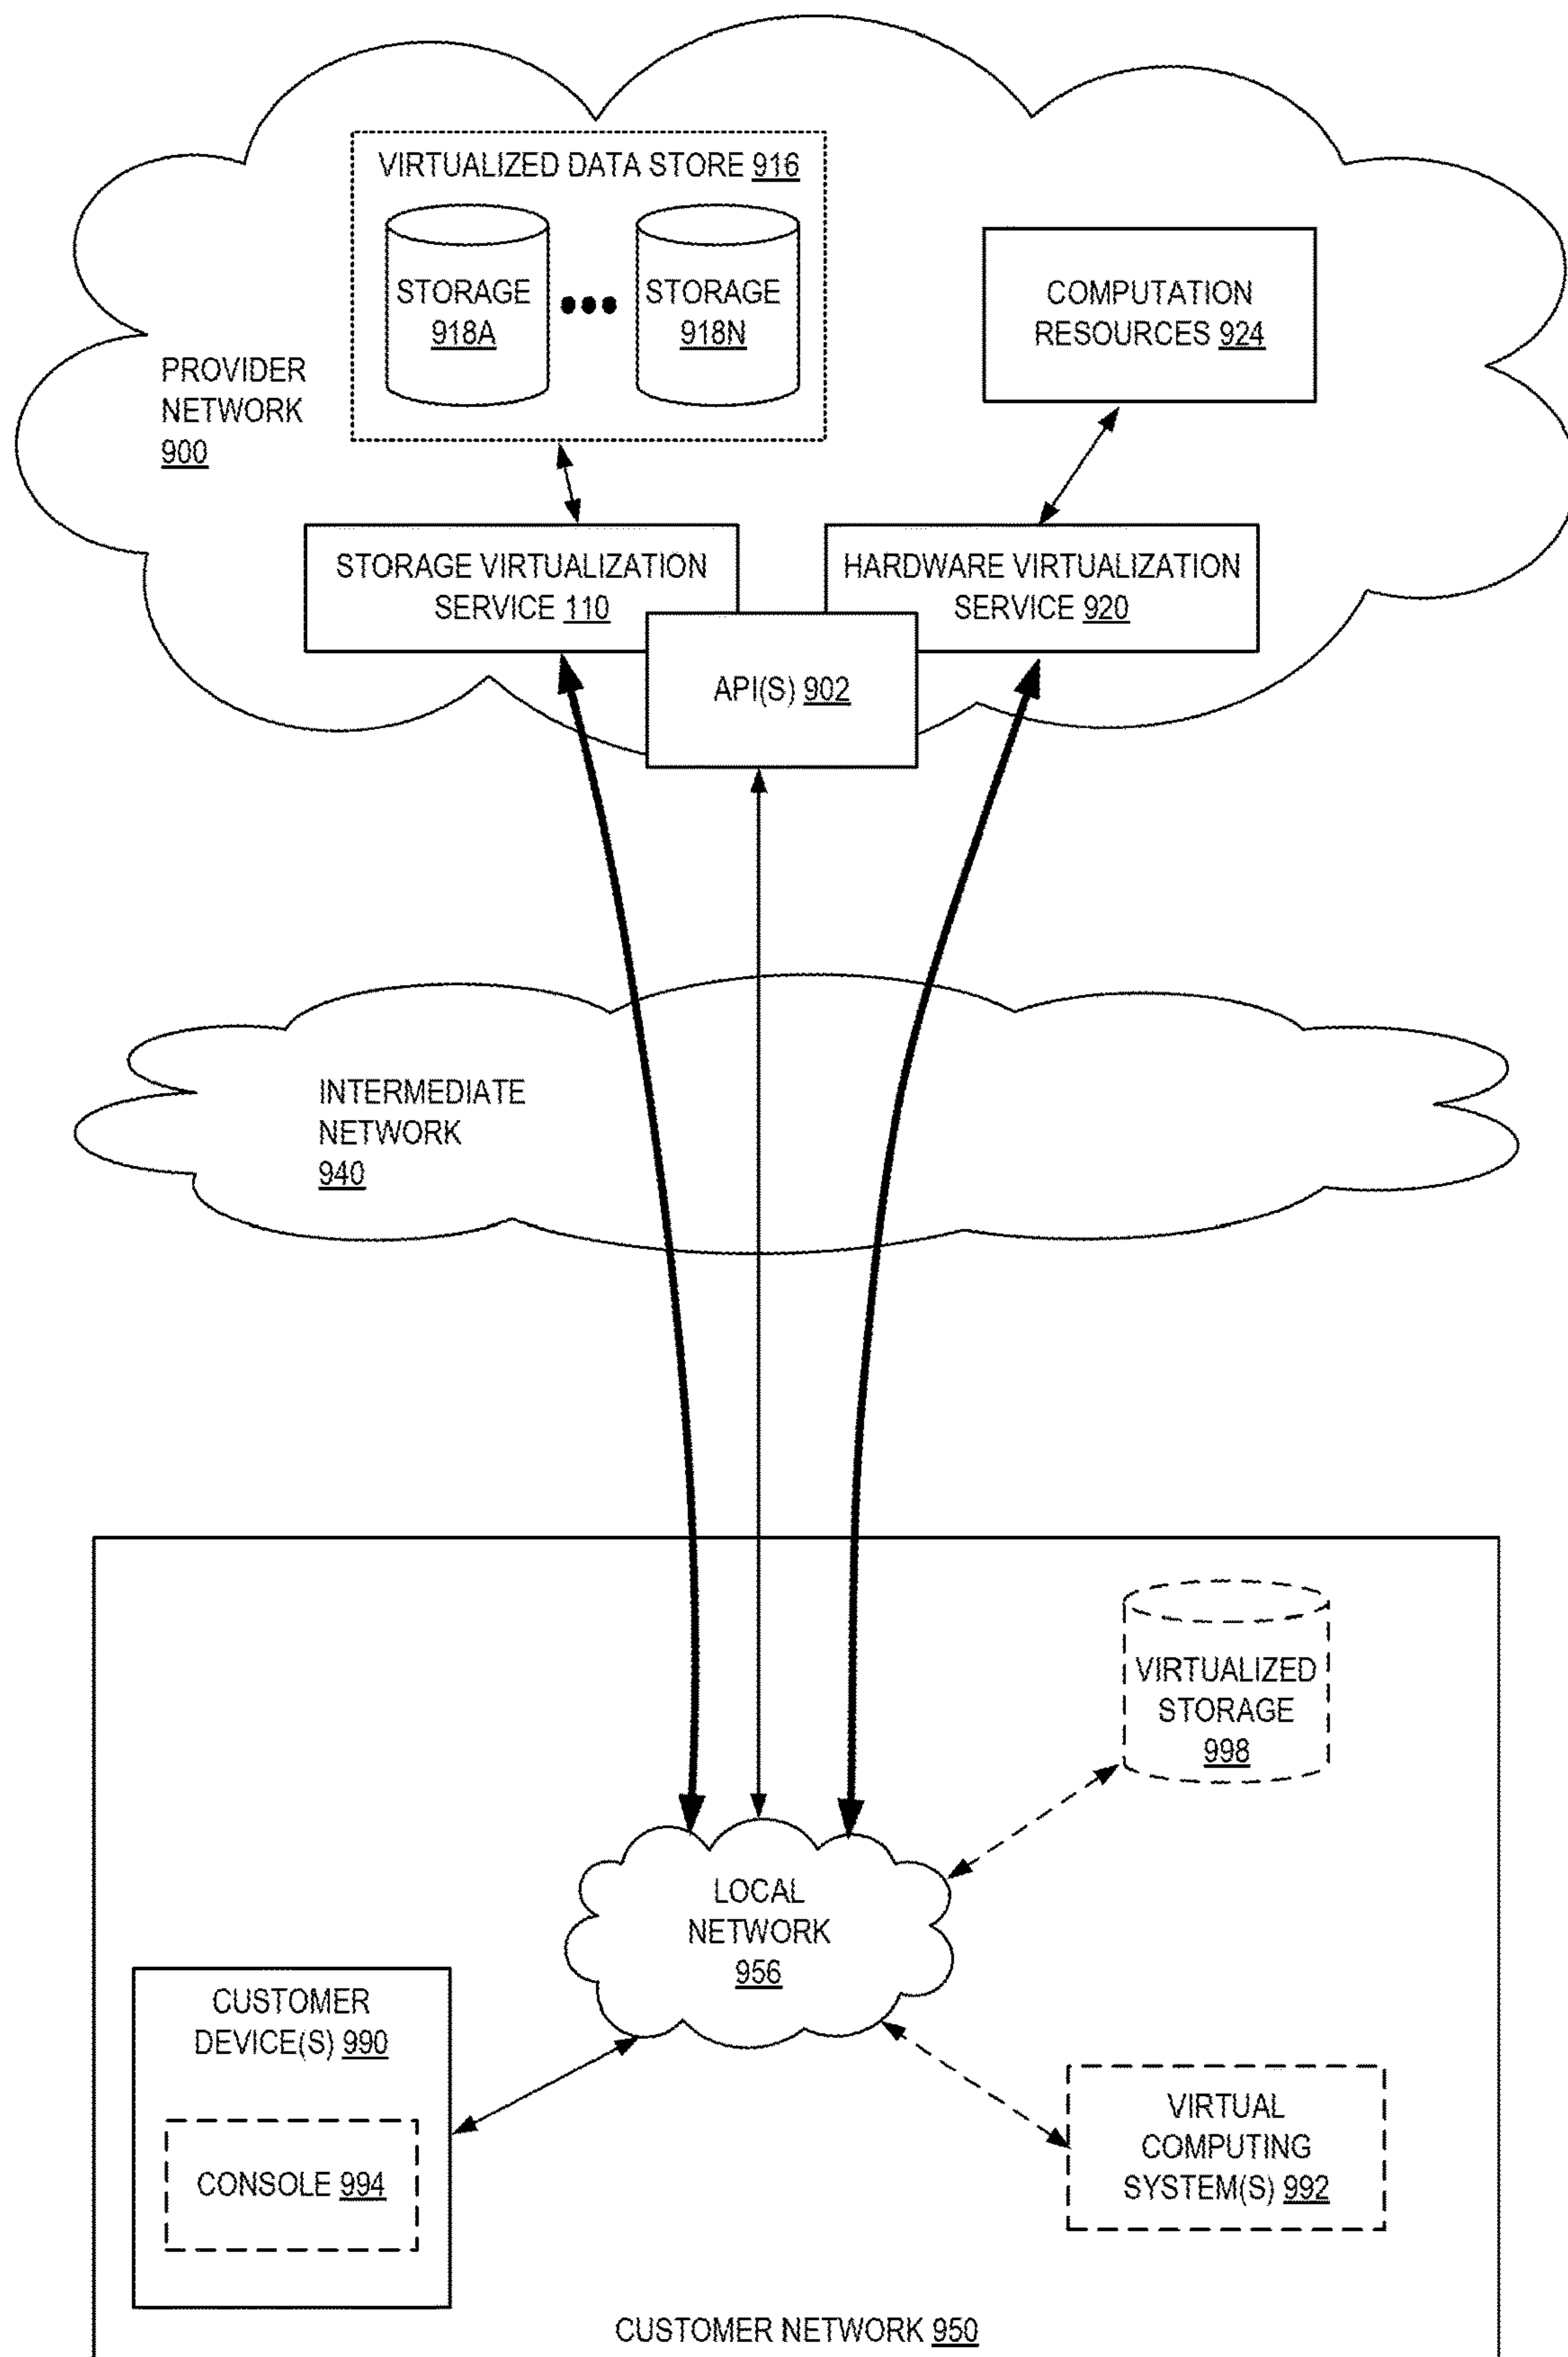 VIRTUALIZED DATA STORE 916
STORAGE
918A
STORAGE
918N
COMPUTATION
RESOURCES 924
PROVIDER
NETWORK
900
STORAGE VIRTUALIZATION
SERVICE 110
HARDWARE VIRTUALIZATION
SERVICE 920
API(S) 902
INTERMEDIATE
NETWORK
940
VIRTUALIZED
STORAGE
998
LOCAL
NETWORK
956
CUSTOMER
DEVICE(S) 990
CONSOLE 994
VIRTUAL
COMPUTING
SYSTEM(S) 992
CUSTOMER NETWORK 950